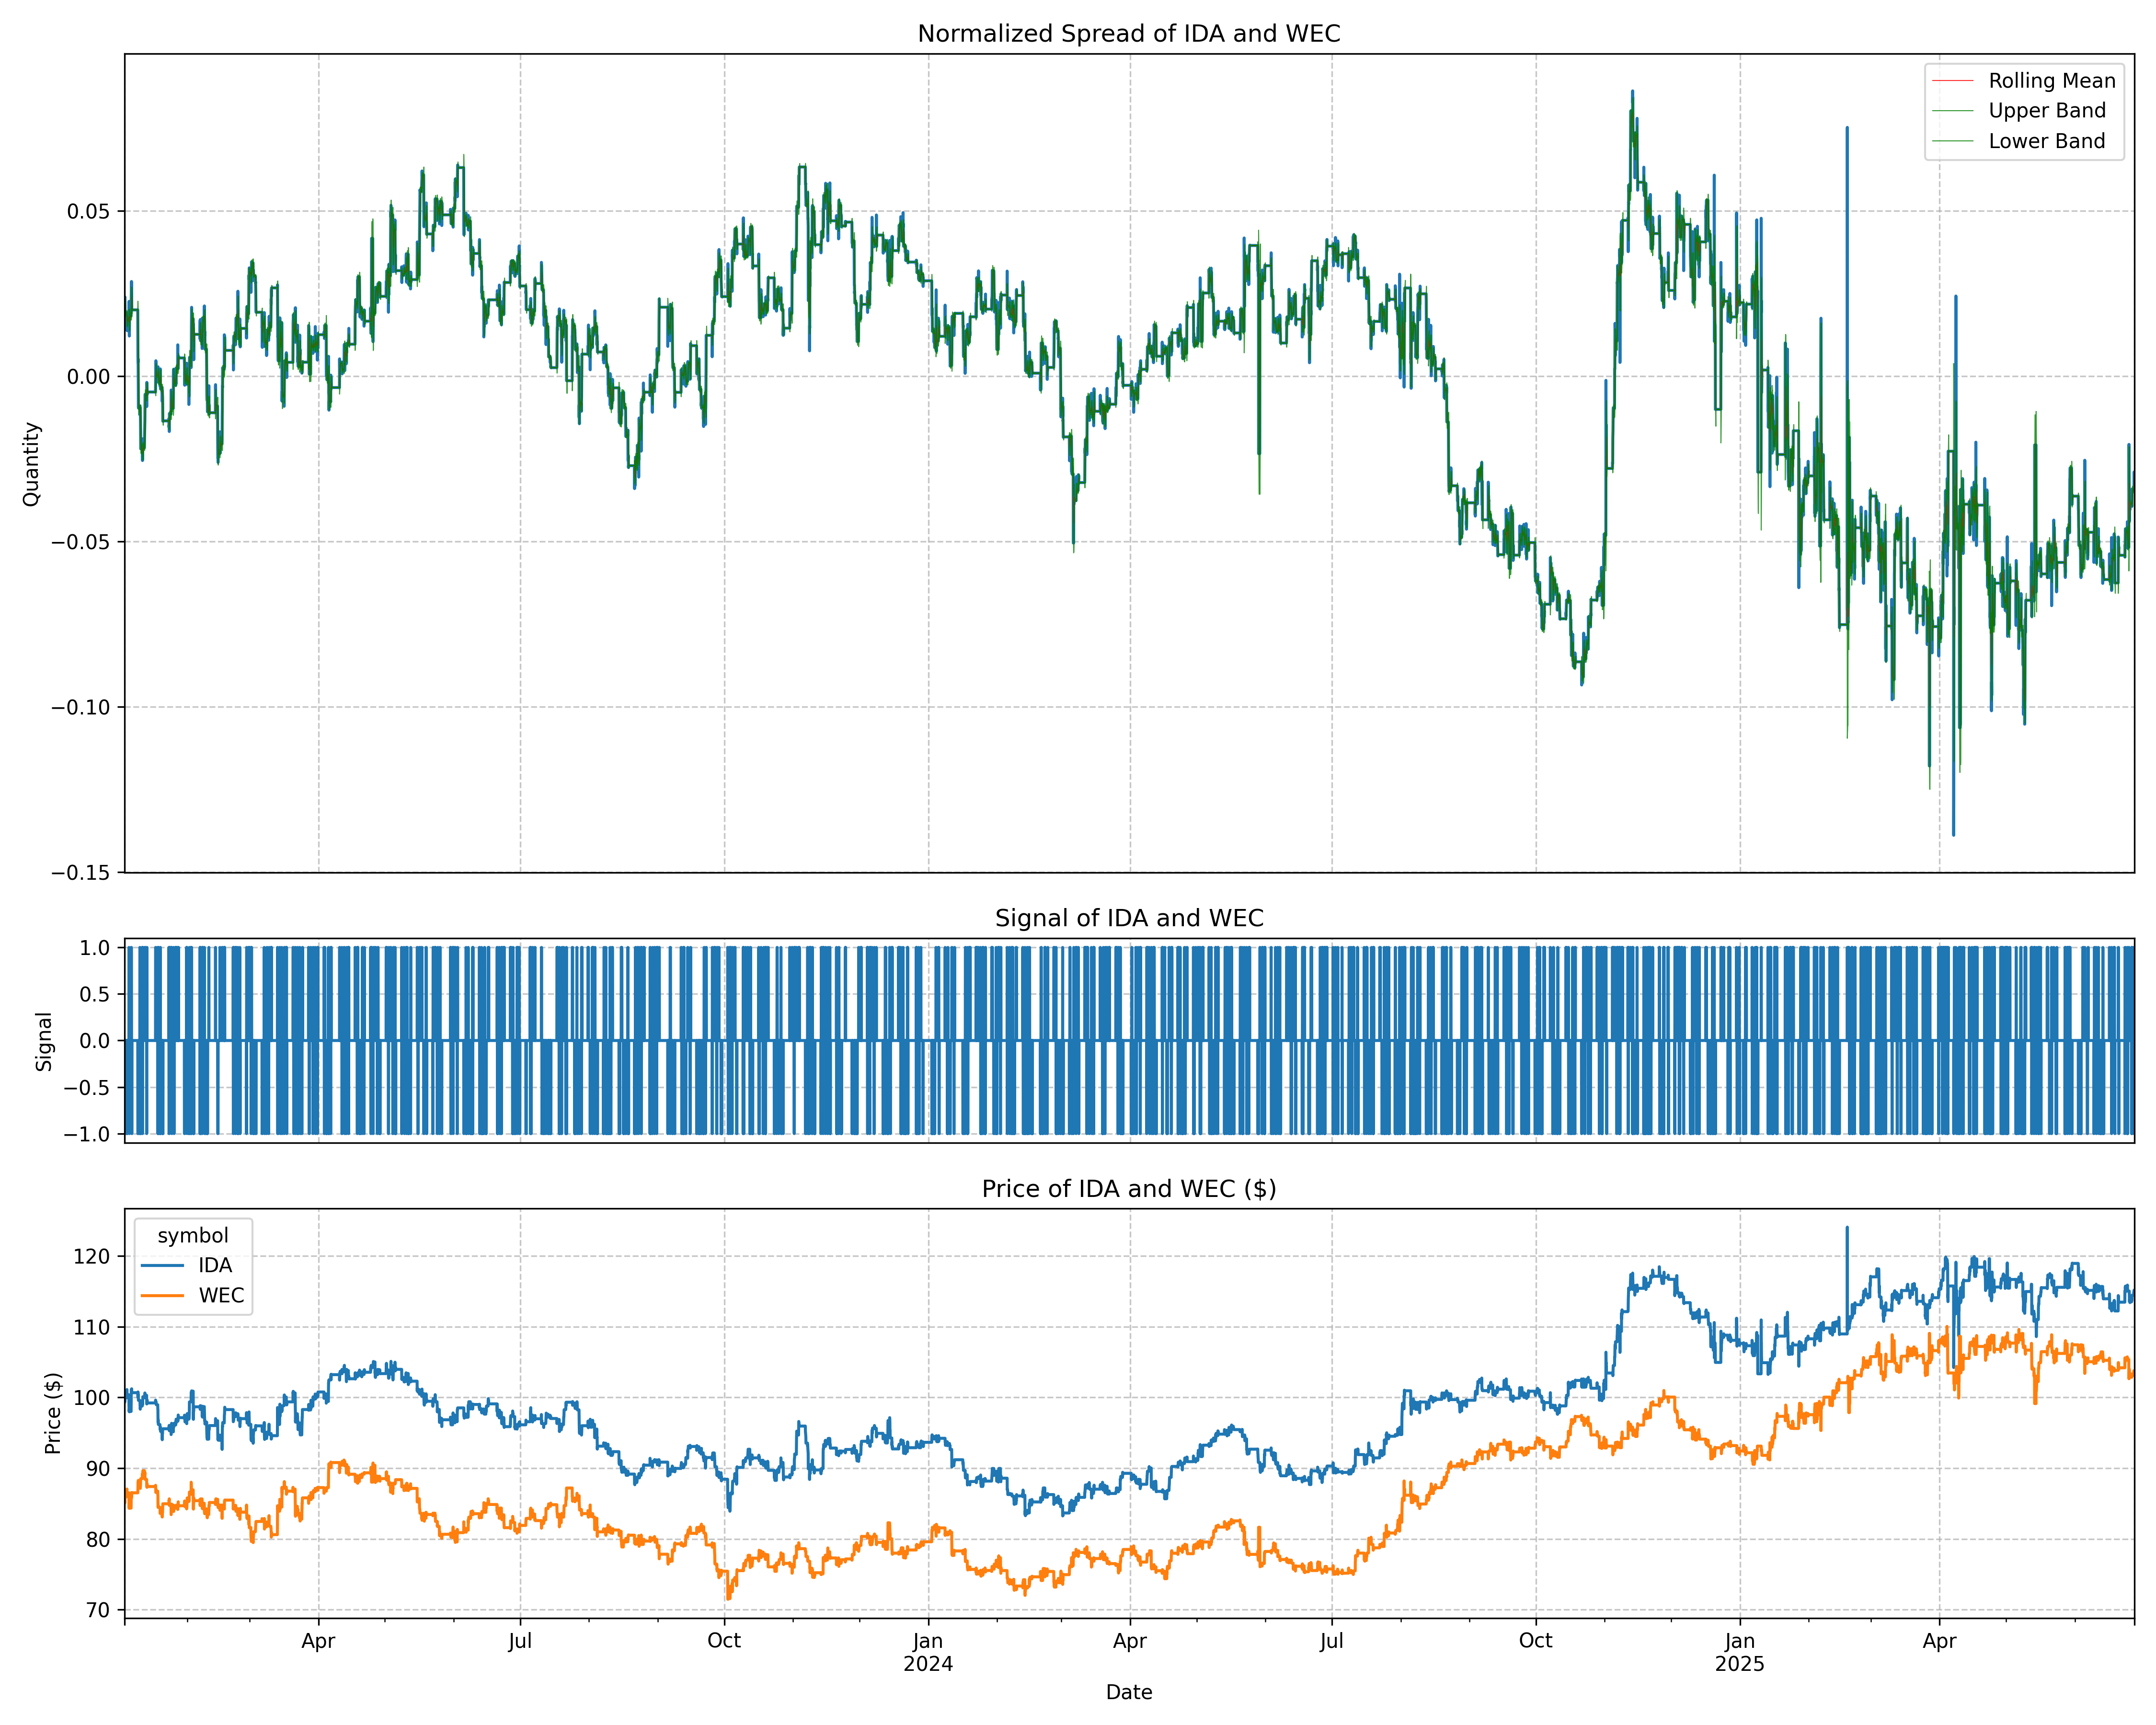 Normalized Spread of IDA and WEC
Rolling Mean
Upper Band
Lower Band
0.05
0.00
−0.05
−0.10
−0.15
Quantity
Signal of IDA and WEC
1.0
0.5
0.0
−0.5
−1.0
Signal
Price of IDA and WEC ($)
symbol
IDA
WEC
120
110
100
90
80
70
Price ($)
Apr Jul Oct Jan Apr Jul Oct Jan Apr
2024 2025
Date